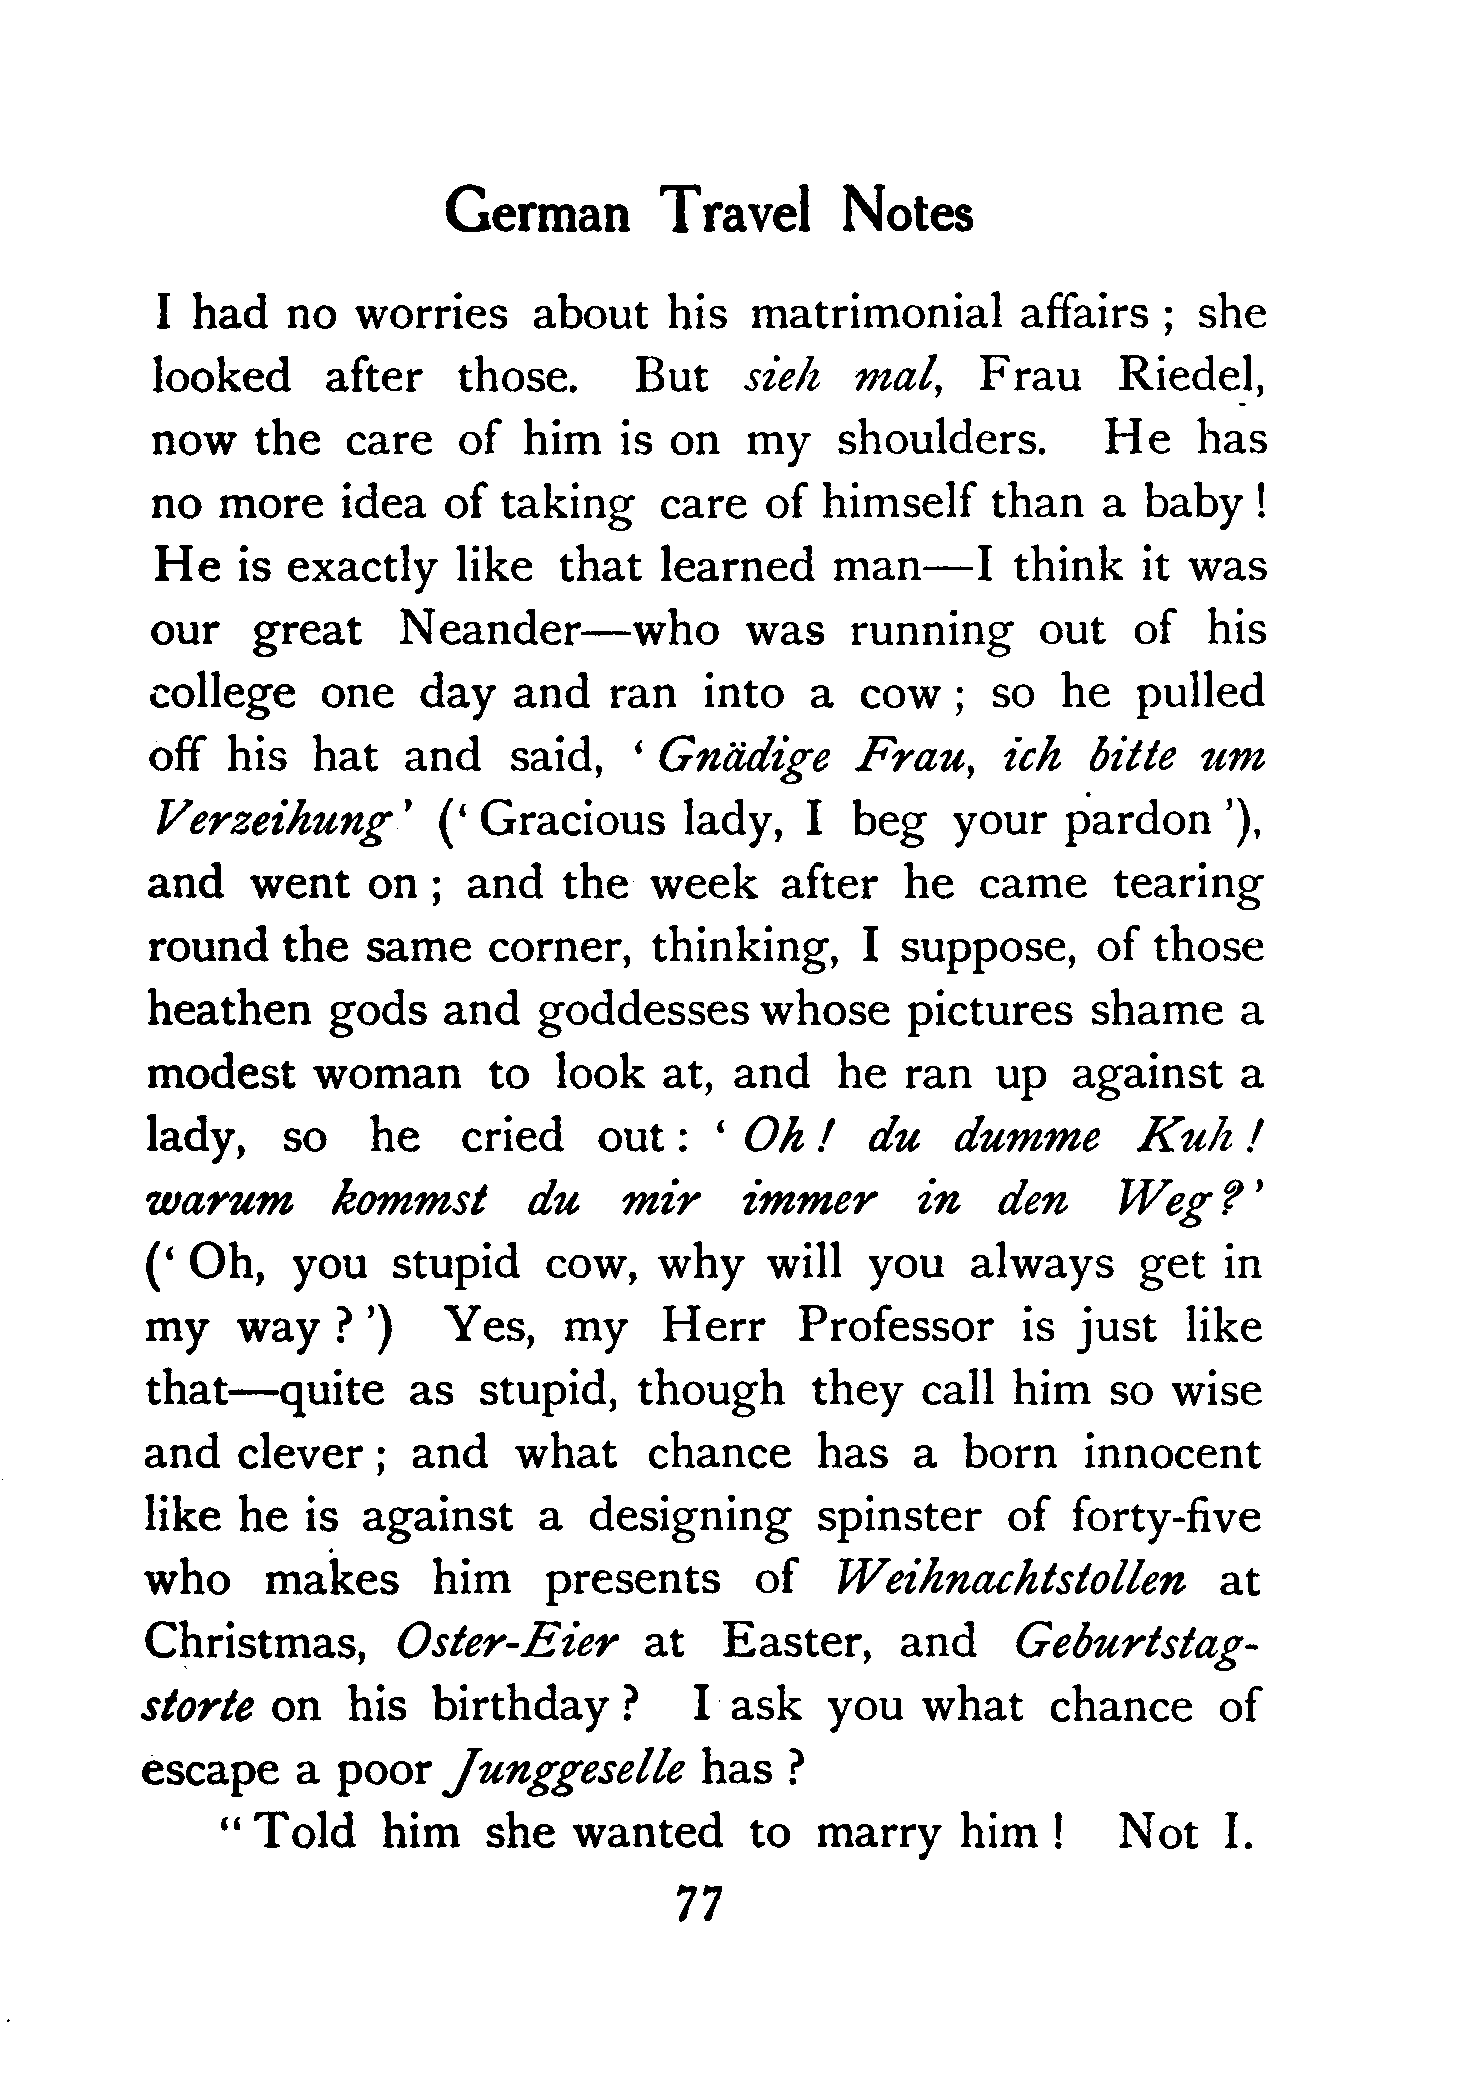 German Travel Notes
I had no worries about his matrimonial affairs ; she
looked after those. But sieh mal, Frau Riedel,
now the care of him is on my shoulders. He has
no more idea of taking care of himself than a baby !
He is exactly like that learned man—I think it was
our great Neander—who was running out of his
college one day and ran into a cow ; so he pulled
off his hat and said, ‘ Gnädige Frau, ich bitte um
Verzeihung ’ (‘ Gracious lady, I beg your pardon ’),
and went on ; and the week after he came tearing
round the same corner, thinking, I suppose, of those
heathen gods and goddesses whose pictures shame a
modest woman to look at, and he ran up against a
lady, so he cried out : ‘ Oh ! du dumme Kuh !
warum kommst du mir immer in den Weg ? ’
(‘ Oh, you stupid cow, why will you always get in
my way ? ’) Yes, my Herr Professor is just like
that—quite as stupid, though they call him so wise
and clever ; and what chance has a born innocent
like he is against a designing spinster of forty-five
who makes him presents of Weihnachtstollen at
Christmas, Oster-Eier at Easter, and Geburtstag-
storte on his birthday ? I ask you what chance of
escape a poor Junggeselle has ?
“ Told him she wanted to marry him ! Not I.
77